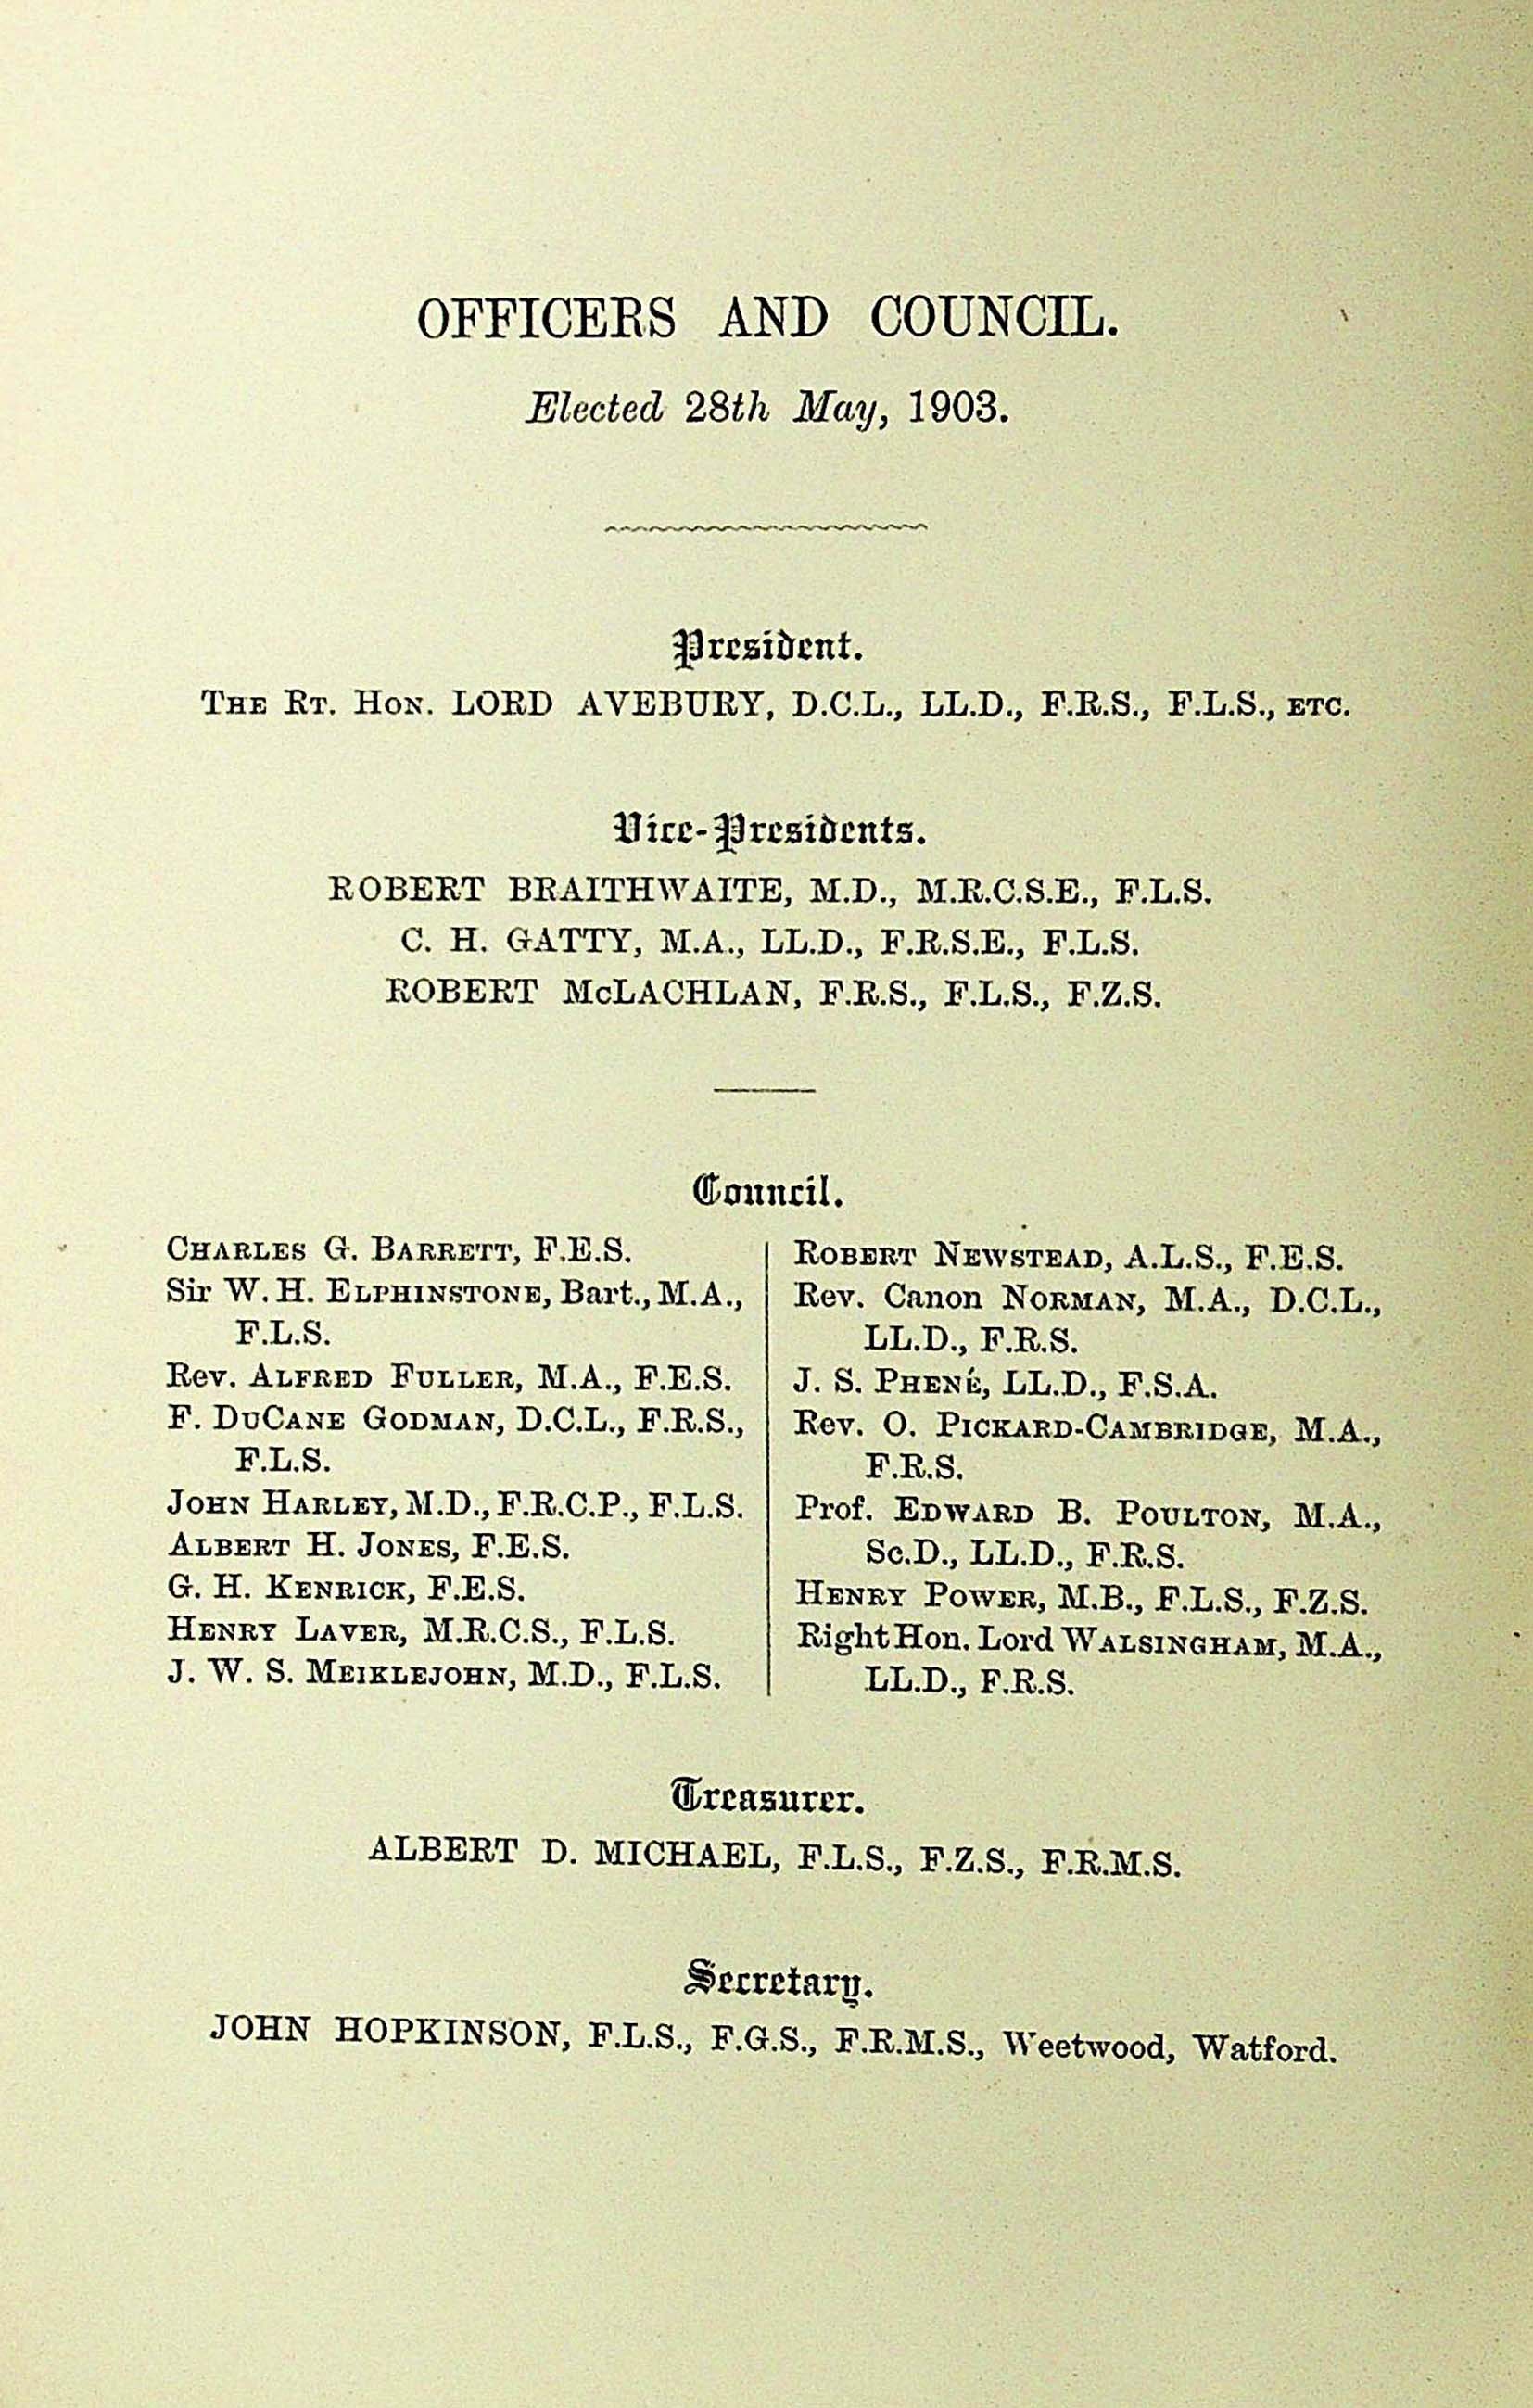 OFFICERS AND COUNCIL.
Elected 28th May, 1903.
President.
THE RT. HON. LORD AVEBURY, D.C.L., LL.D., F.R.S., F.L.S., ETC.
Vice-Presidents.
ROBERT BRAITHWAITE, M.D., M.R.C.S.E., F.L.S.
C. H. GATTY, M.A., LL.D., F.R.S.E., F.L.S.
ROBERT McLACHLAN, F.R.S., F.L.S., F.Z.S.
Council.
CHARLES G. BARRETT, F.E.S.
Sir W. H. ELPHINSTONE, Bart., M.A.,
F.L.S.
Rev. ALFRED FULLER, M.A., F.E.S.
F. DUCANE GODMAN, D.C.L., F.R.S.,
F.L.S.
JOHN HARLEY, M.D., F.R.C.P., F.L.S.
ALBERT H. JONES, F.E.S.
G. H. KENRICK, F.E.S.
HENRY LAVER, M.R.C.S., F.L.S.
J. W. S. MEIKLEJOHN, M.D., F.L.S.
ROBERT NEWSTEAD, A.L.S., F.E.S.
Rev. Canon NORMAN, M.A., D.C.L.,
LL.D., F.R.S.
J. S. PHENÉ, LL.D., F.S.A.
Rev. O. PICKARD-CAMBRIDGE, M.A.,
F.R.S.
Prof. EDWARD B. POULTON, M.A.,
Sc.D., LL.D., F.R.S.
HENRY POWER, M.B., F.L.S., F.Z.S.
Right Hon. Lord WALSINGHAM, M.A.,
LL.D., F.R.S.
Treasurer.
ALBERT D. MICHAEL, F.L.S., F.Z.S., F.R.M.S.
Secretary.
JOHN HOPKINSON, F.L.S., F.G.S., F.R.M.S., Weetwood, Watford.